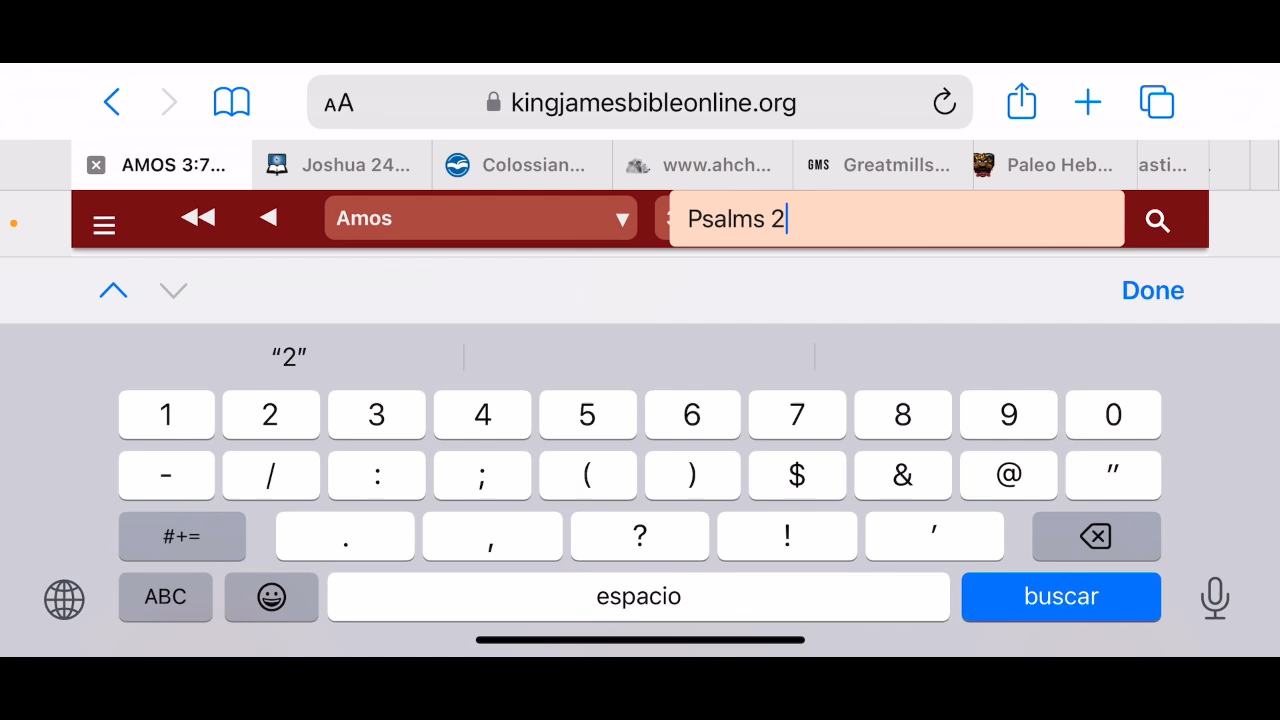 AA kingjamesbibleonline.org
AMOS 3:7... Joshua 24... Colossian... www.ahch... GMS Greatmills... Paleo Heb... asti...
Amos Psalms 2
Done
“2”
1 2 3 4 5 6 7 8 9 0
- / : ; ( ) $ & @ "
#+= . , ? ! '
ABC espacio buscar